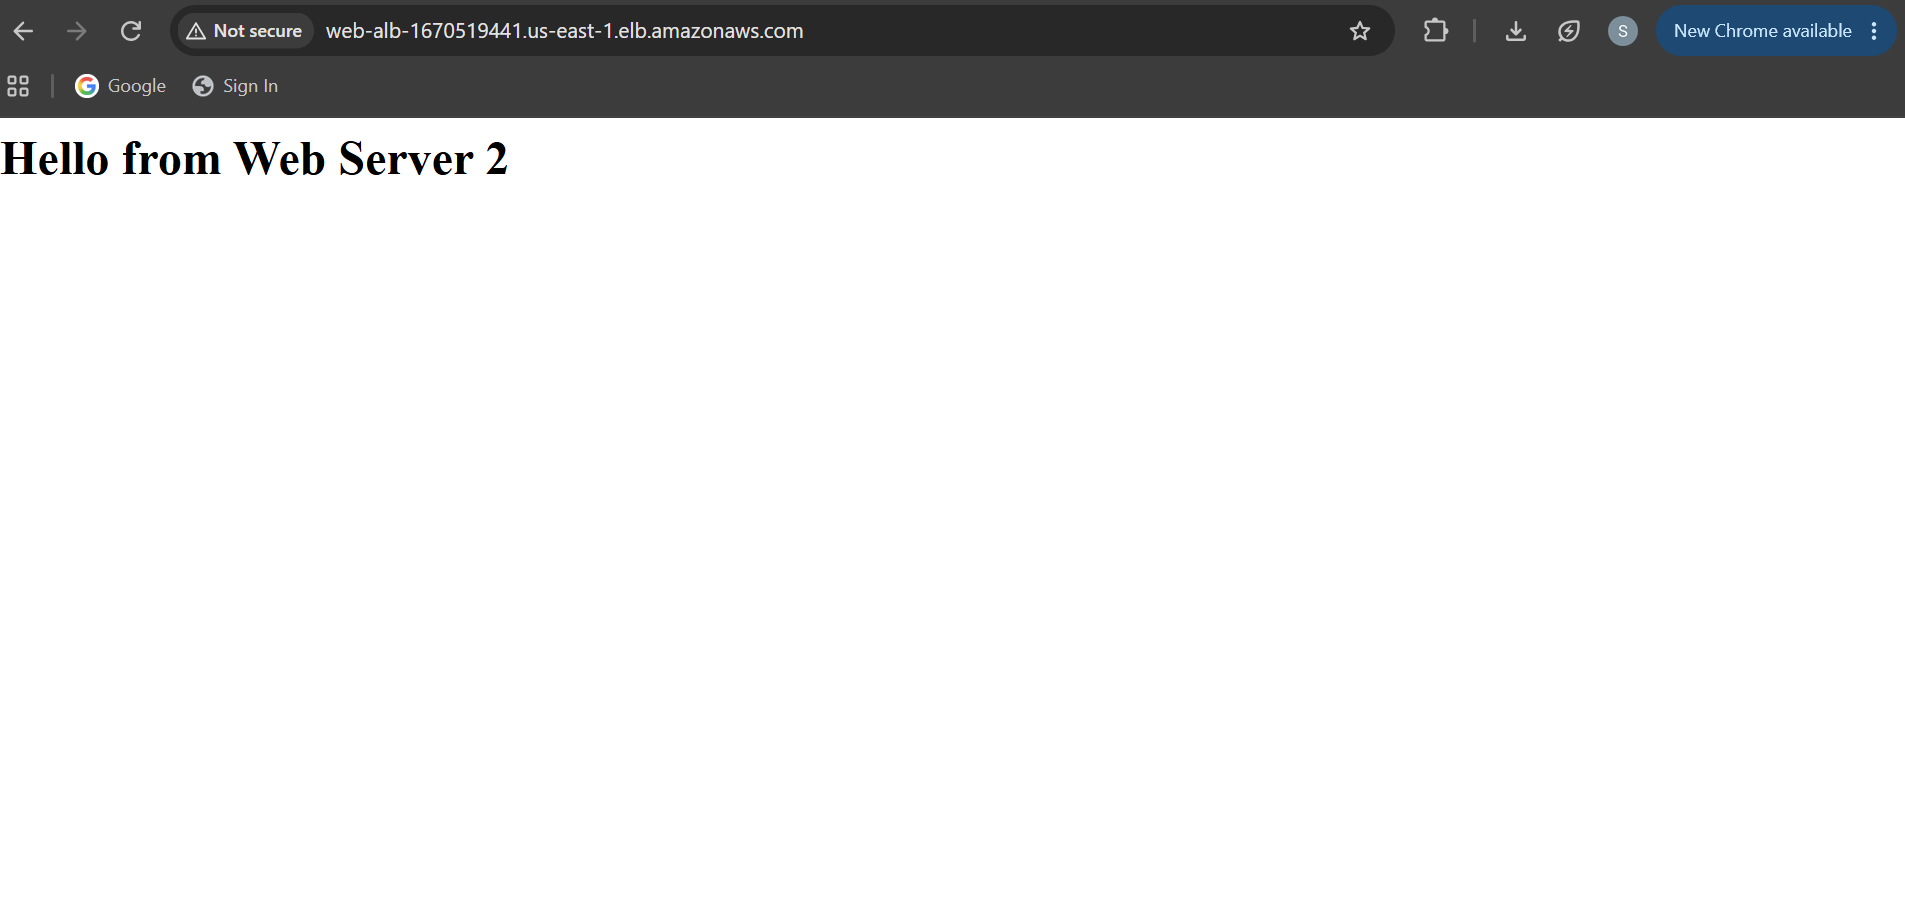 Not secure web-alb-1670519441.us-east-1.elb.amazonaws.com S New Chrome available
Google Sign In
Hello from Web Server 2